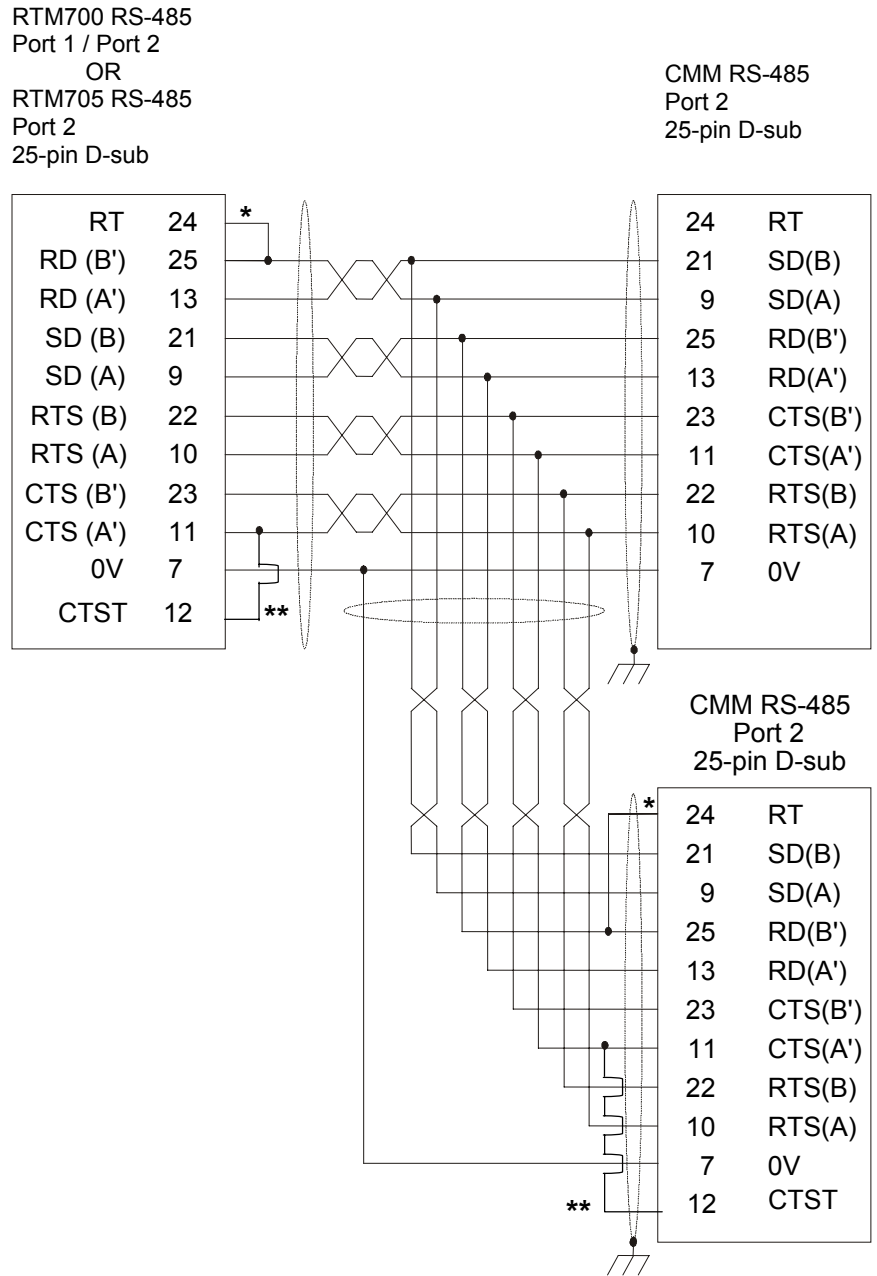 RTM700 RS-485
Port 1 / Port 2
OR
RTM705 RS-485
Port 2
25-pin D-sub
CMM RS-485
Port 2
25-pin D-sub
RT 24
*
RD (B') 25
RD (A') 13
SD (B) 21
SD (A) 9
RTS (B) 22
RTS (A) 10
CTS (B') 23
CTS (A') 11
0V 7
CTST 12
**
24 RT
21 SD(B)
9 SD(A)
25 RD(B')
13 RD(A')
23 CTS(B')
11 CTS(A')
22 RTS(B)
10 RTS(A)
7 0V
CMM RS-485
Port 2
25-pin D-sub
*
24 RT
21 SD(B)
9 SD(A)
25 RD(B')
13 RD(A')
23 CTS(B')
11 CTS(A')
22 RTS(B)
10 RTS(A)
7 0V
** 12 CTST